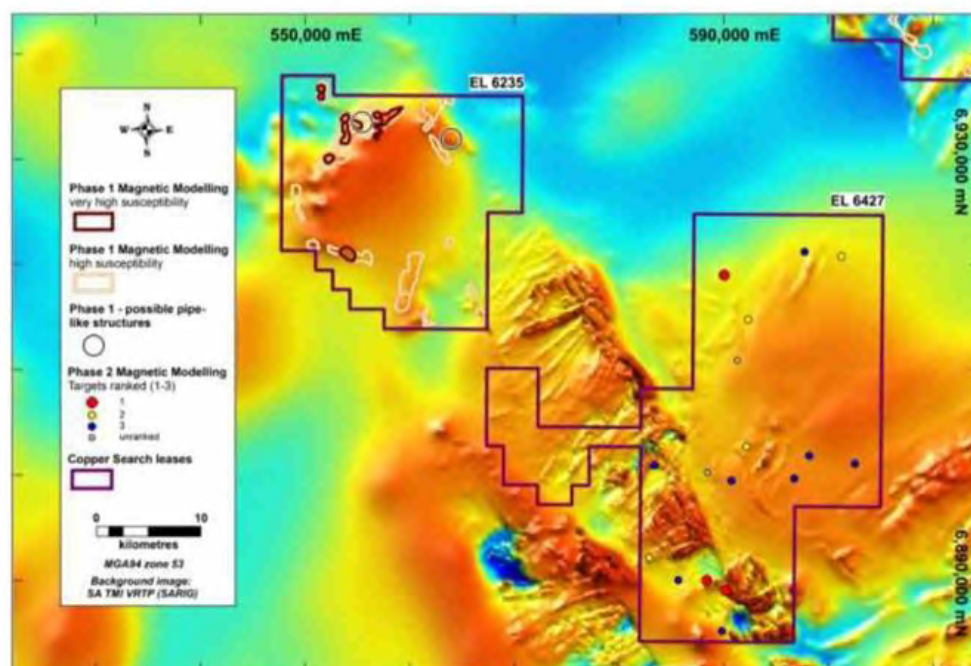 550,000 mE
590,000 mE
EL 6235
6,930,000 mN
EL 6427
6,890,000 mN
N
W E
N
Phase 1 Magnetic Modelling
very high susceptibility
Phase 1 Magnetic Modelling
high susceptibility
Phase 1 - possible pipe-
like structures
Phase 2 Magnetic Modelling
Targets ranked (1-3)
1
2
3
unranked
Copper Search leases
0 10
kilometres
MGA94 zone 53
Background image:
SA TMI VRTP (SARIG)